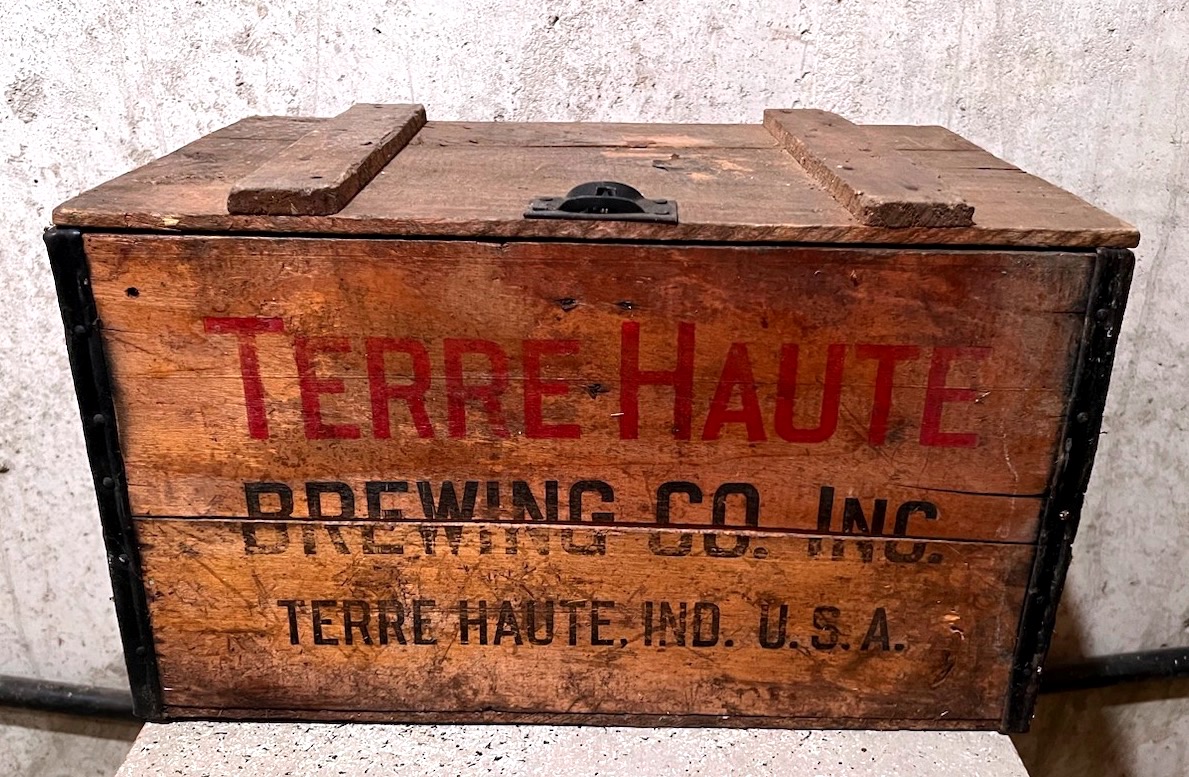 TERRE HAUTE
BREWING CO. INC.
TERRE HAUTE, IND. U.S.A.